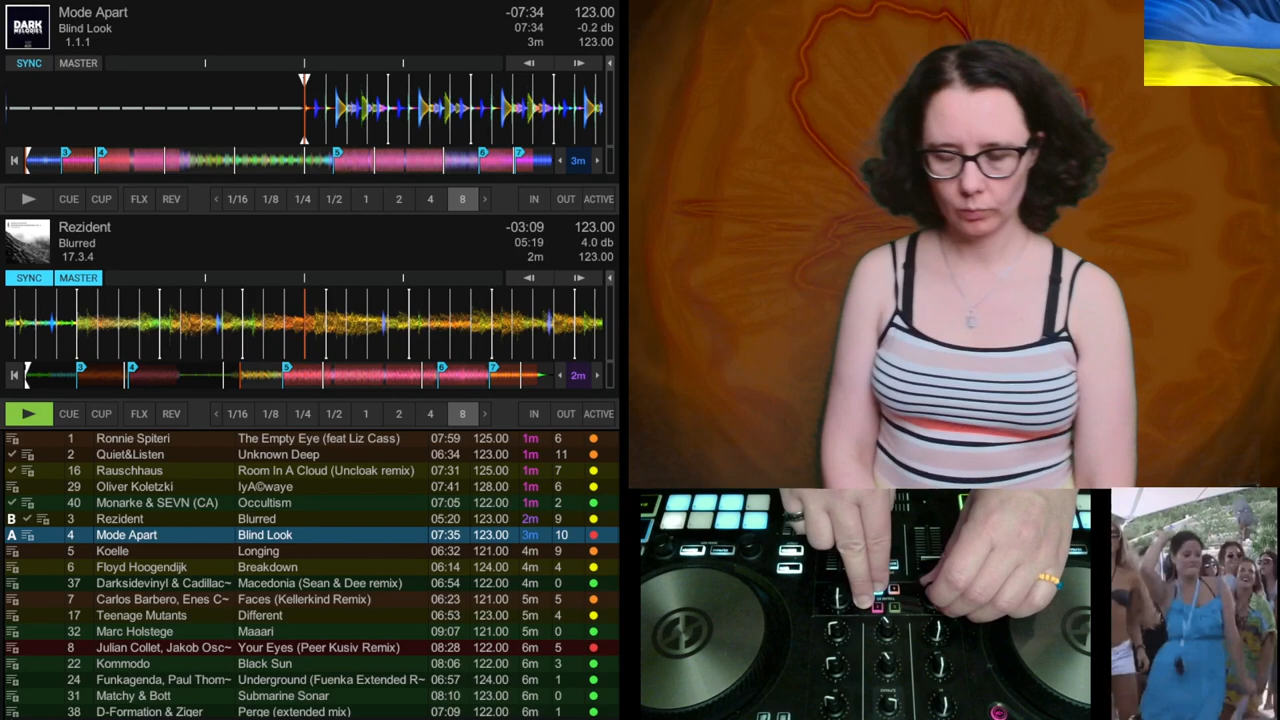 DARK
MELODIES
Mode Apart -07:34 123.00
Blind Look 07:34 -0.2 db
1.1.1 3m 123.00
SYNC MASTER
3 4 5 6 7 3m
CUE CUP FLX REV 1/16 1/8 1/4 1/2 1 2 4 8 IN OUT ACTIVE
Rezident -03:09 123.00
Blurred 05:19 4.0 db
17.3.4 2m 123.00
SYNC MASTER
3 4 5 6 7 2m
CUE CUP FLX REV 1/16 1/8 1/4 1/2 1 2 4 8 IN OUT ACTIVE
1 Ronnie Spiteri The Empty Eye (feat Liz Cass) 07:59 125.00 1m 6
2 Quiet&Listen Unknown Deep 06:34 123.00 1m 11
16 Rauschhaus Room In A Cloud (Uncloak remix) 07:31 125.00 1m 7
29 Oliver Koletzki IyA©waye 07:41 128.00 1m 6
40 Monarke & SEVN (CA) Occultism 07:05 122.00 1m 2
B 3 Rezident Blurred 05:20 123.00 2m 9
A 4 Mode Apart Blind Look 07:35 123.00 3m 10
5 Koelle Longing 06:32 121.00 4m 9
6 Floyd Hoogendijk Breakdown 06:14 124.00 4m 4
37 Darksidevinyl & Cadillac~ Macedonia (Sean & Dee remix) 06:54 122.00 4m 0
7 Carlos Barbero, Enes C~ Faces (Kellerkind Remix) 06:23 121.00 5m 5
17 Teenage Mutants Different 06:53 123.00 5m 4
32 Marc Holstege Maaari 09:07 121.00 5m 0
8 Julian Collet, Jakob Osc~ Your Eyes (Peer Kusiv Remix) 08:28 122.00 6m 5
22 Kommodo Black Sun 08:06 122.00 6m 3
24 Funkagenda, Paul Thom~ Underground (Fuenka Extended R~ 06:57 124.00 6m 1
31 Matchy & Bott Submarine Sonar 08:10 123.00 6m 0
38 D-Formation & Ziger Perge (extended mix) 07:09 122.00 6m 1